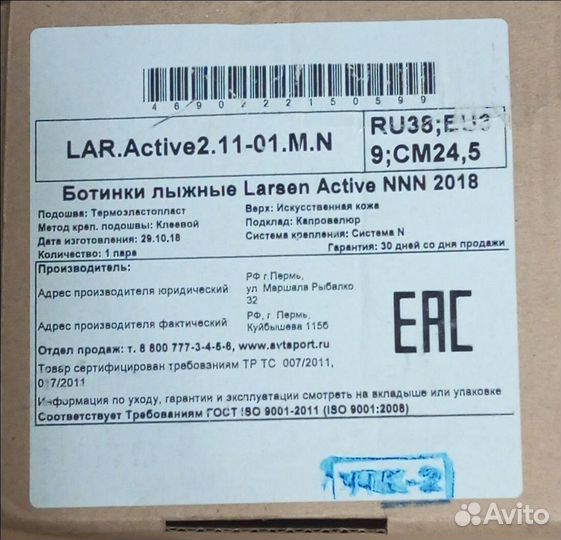 4690222150599
LAR.Active2.11-01.M.N
RU38;EU3
9;CM24,5
Ботинки лыжные Larsen Active NNN 2018
Подошва: Термоэластопласт
Метод креп. подошвы: Клеевой
Дата изготовления: 29.10.18
Количество: 1 пара
Верх: Искусственная кожа
Подклад: Капровелюр
Система крепления: Система N
Гарантия: 30 дней со дня продажи
Производитель:
Адрес производителя юридический
РФ г.Пермь,
ул Маршала Рыбалко
32
Адрес производителя фактический
РФ, г. Пермь,
Куйбышева 115б
Отдел продаж: т. 8 800 777-3-4-5-6, www.avtsport.ru
Товар сертифицирован требованиям ТР ТС 007/2011,
017/2011
Информация по уходу, гарантии и эксплуатации смотреть на вкладыше или упаковке
Соответствует Требованиям ГОСТ ISO 9001-2011 (ISO 9001:2008)
EAC
УПК-2
Avito